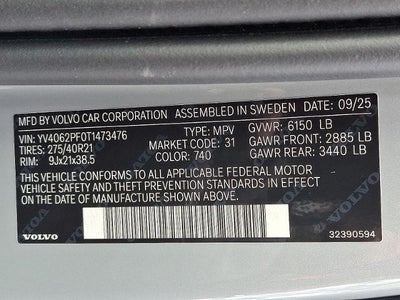 MFD.BY VOLVO CAR CORPORATION ASSEMBLED IN SWEDEN DATE: 09/25
VIN: YV4062PF0T1473476 TYPE: MPV GVWR: 6150 LB
TIRES: 275/40R21 MARKET CODE: 31 GAWR FRONT: 2885 LB
RIM: 9Jx21x38.5 COLOR: 740 GAWR REAR: 3440 LB
THIS VEHICLE CONFORMS TO ALL APPLICABLE FEDERAL MOTOR
VEHICLE SAFETY AND THEFT PREVENTION STANDARDS IN EFFECT
ON THE DATE OF MANUFACTURE SHOWN ABOVE.
VOLVO 32390594